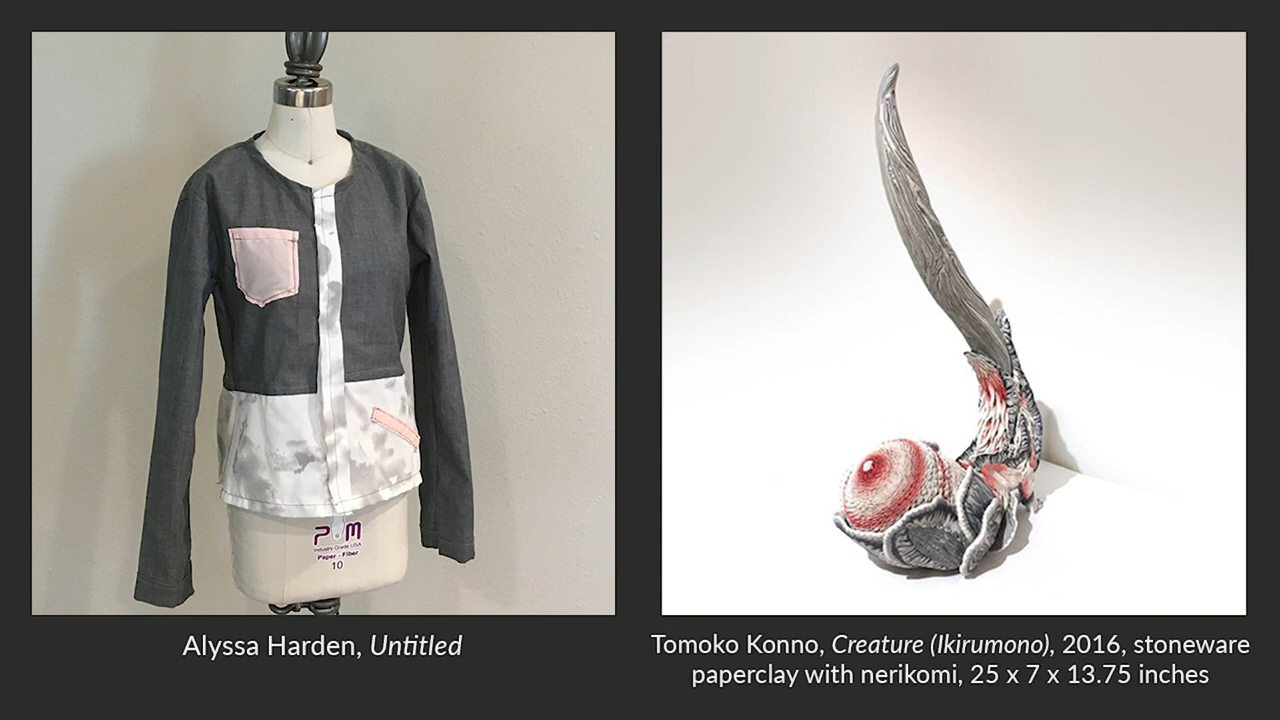 PGM
Industry Grade USA
Paper - Fiber
10
Alyssa Harden, Untitled
Tomoko Konno, Creature (Ikirumono), 2016, stoneware
paperclay with nerikomi, 25 x 7 x 13.75 inches